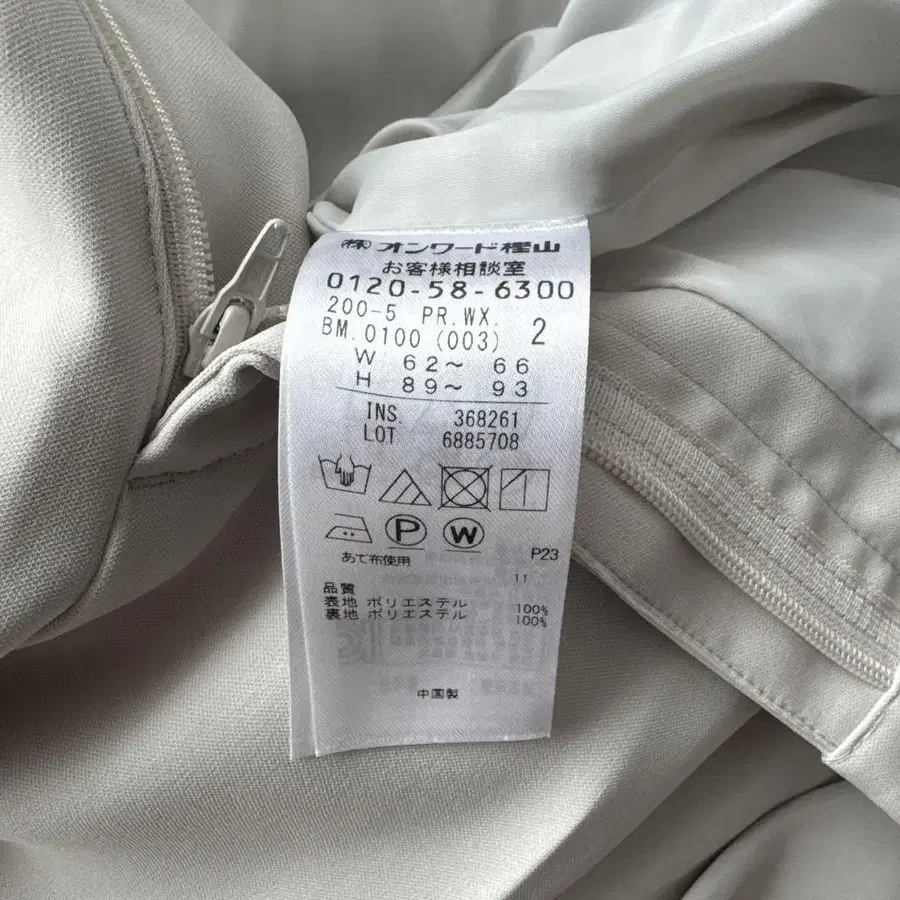 ㈱オンワード樫山
お客様相談室
0120-58-6300
200-5 PR.WX.
BM.0100 (003) 2
W 62～ 66
H 89～ 93
INS. 368261
LOT 6885708
P W
あて布使用
P23
11
品質
表地 ポリエステル 100%
裏地 ポリエステル 100%
中国製